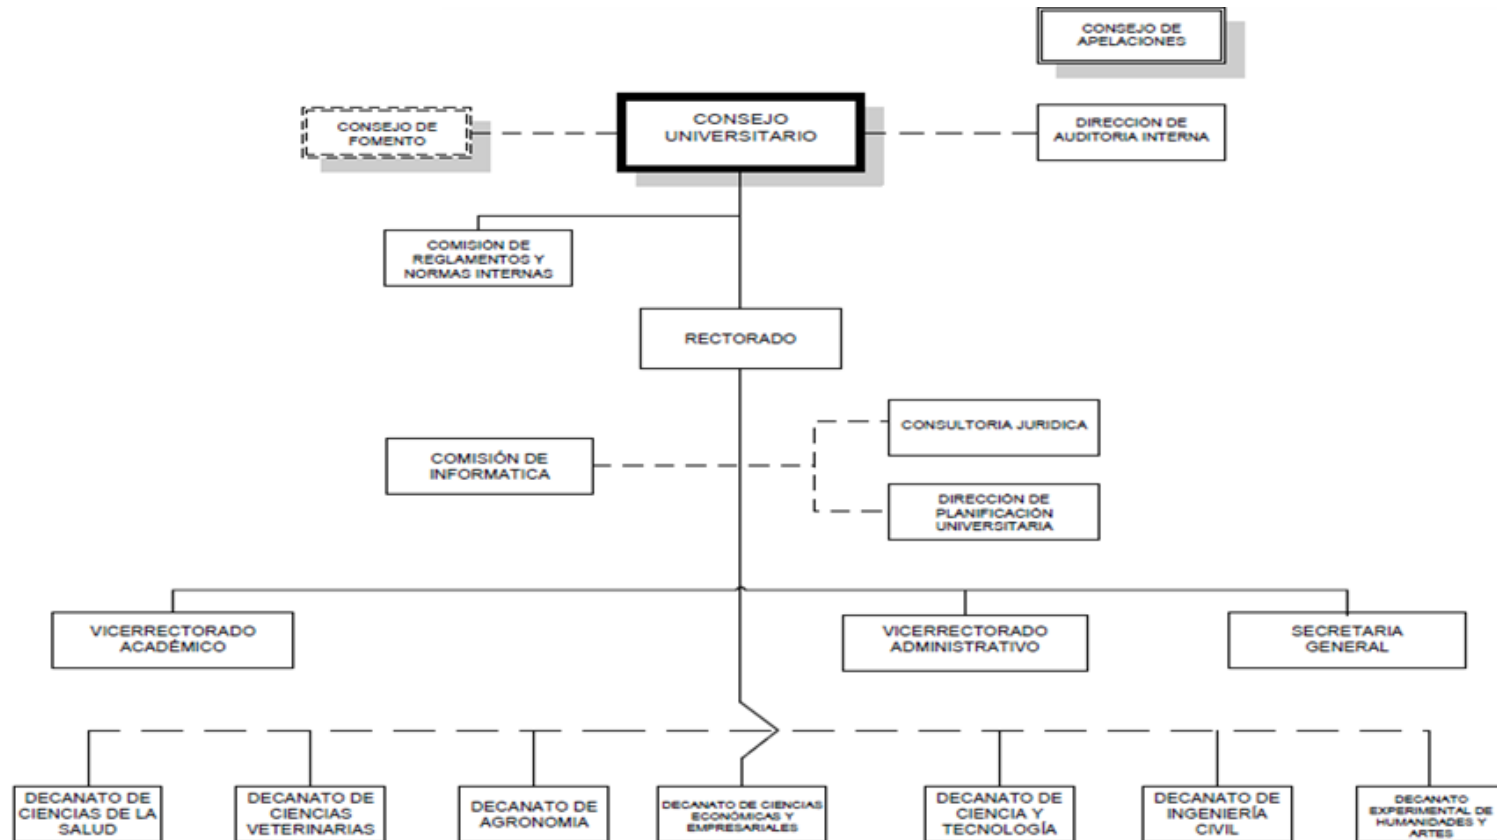 CONSEJO DE
APELACIONES
CONSEJO DE
FOMENTO
CONSEJO
UNIVERSITARIO
DIRECCIÓN DE
AUDITORIA INTERNA
COMISIÓN DE
REGLAMENTOS Y
NORMAS INTERNAS
RECTORADO
CONSULTORIA JURIDICA
COMISIÓN DE
INFORMATICA
DIRECCIÓN DE
PLANIFICACIÓN
UNIVERSITARIA
VICERRECTORADO
ACADÉMICO
VICERRECTORADO
ADMINISTRATIVO
SECRETARIA
GENERAL
DECANATO DE
CIENCIAS DE LA
SALUD
DECANATO DE
CIENCIAS
VETERINARIAS
DECANATO DE
AGRONOMIA
DECANATO DE CIENCIAS
ECONÓMICAS Y
EMPRESARIALES
DECANATO DE
CIENCIA Y
TECNOLOGÍA
DECANATO DE
INGENIERÍA
CIVIL
DECANATO
EXPERIMENTAL DE
HUMANIDADES Y
ARTES